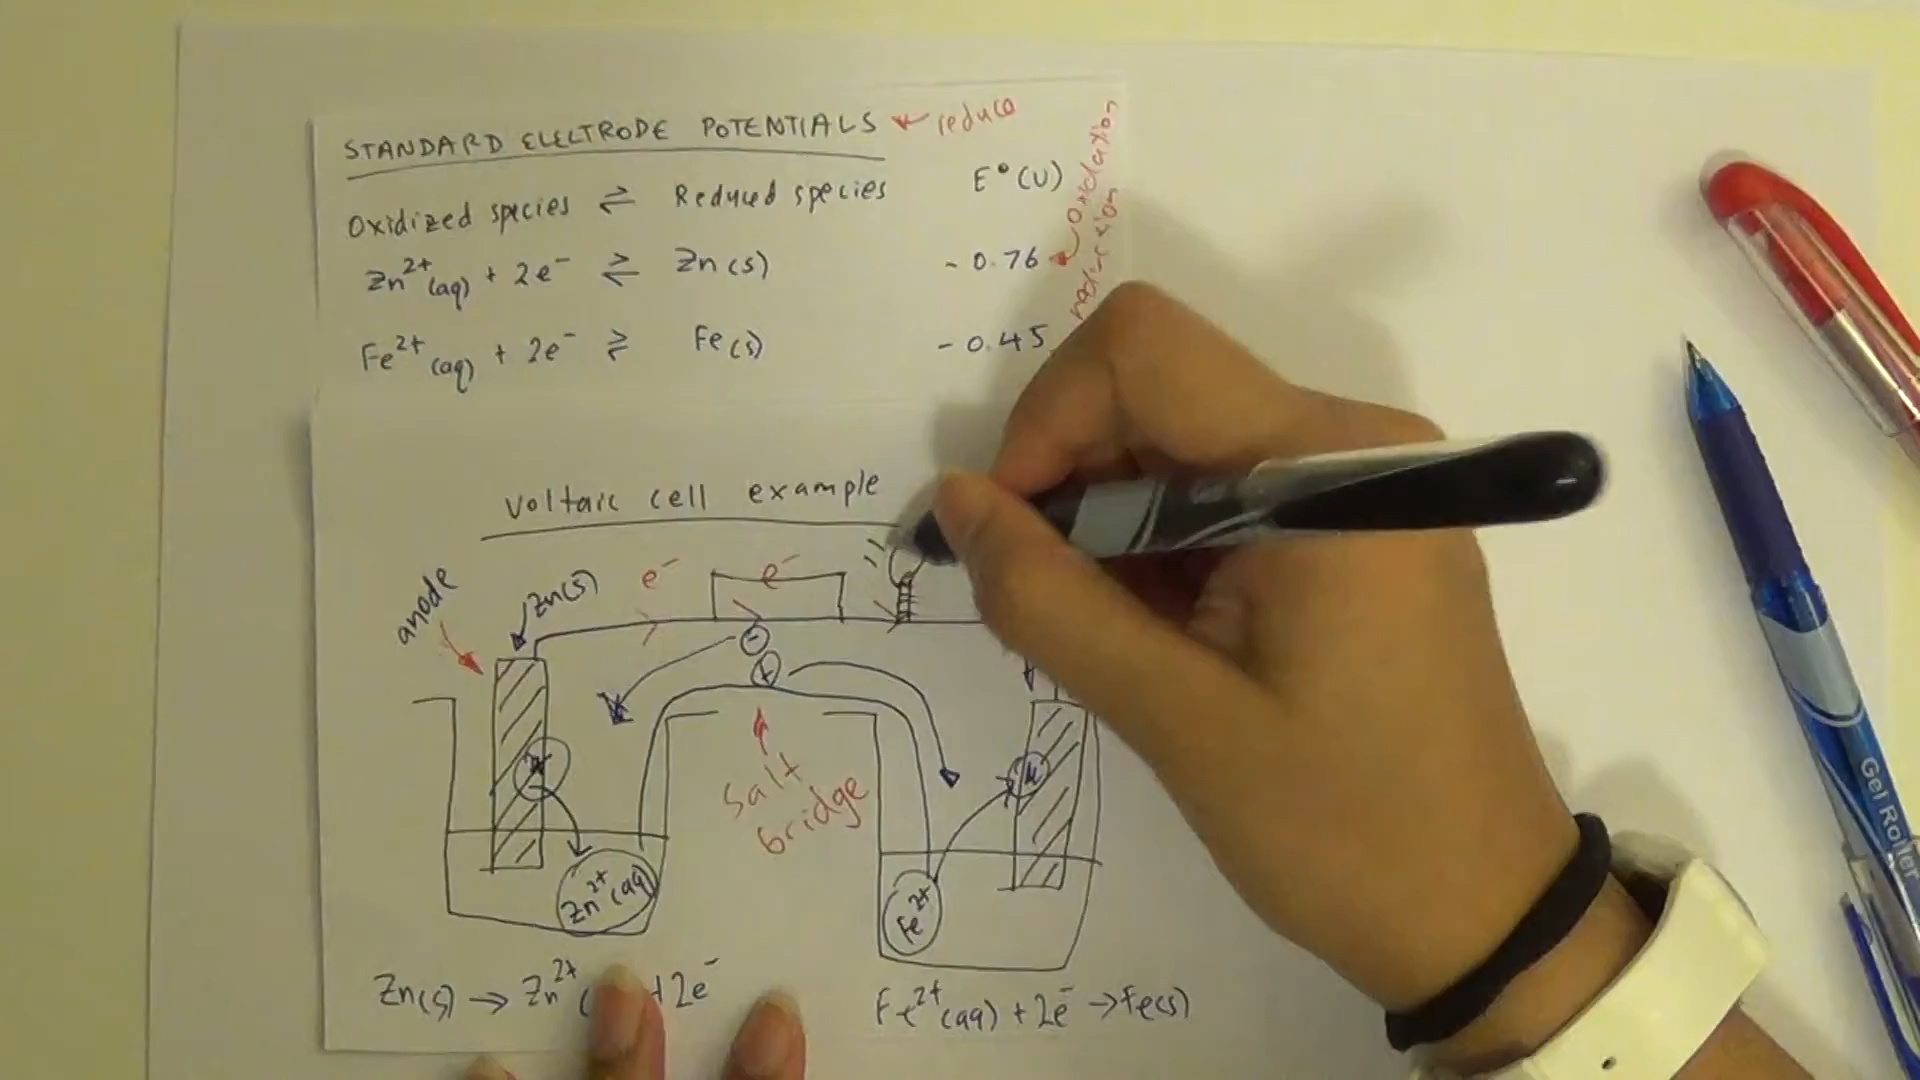 STANDARD ELECTRODE POTENTIALS ← reduce
Oxidized species ⇌ Reduced species E°(V)
oxidation
reduction
Zn²⁺(aq) + 2e⁻ ⇌ Zn(s) -0.76
Fe²⁺(aq) + 2e⁻ ⇌ Fe(s) -0.45
Voltaic cell example
anode
Zn(s)
e⁻
e⁻
-
+
Salt
bridge
Zn²⁺(aq)
Fe²⁺
Zn(s) → Zn²⁺ ( + 2e⁻
Fe²⁺(aq) + 2e⁻ → Fe(s)
Gel Roller